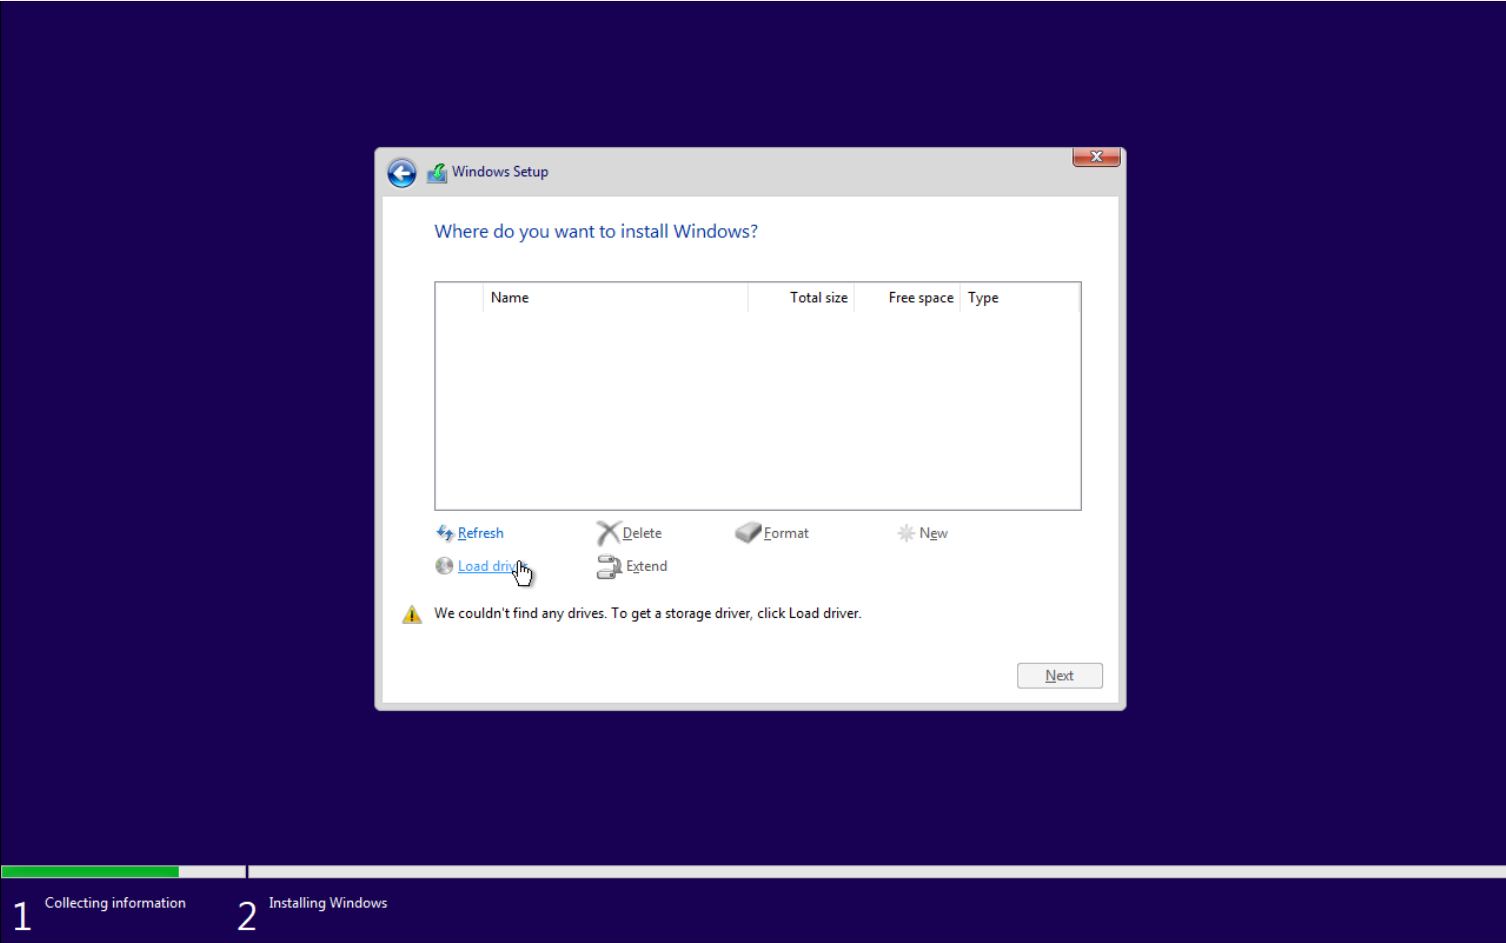 Windows Setup
Where do you want to install Windows?
Name Total size Free space Type
Refresh Delete Format New
Load Extend
We couldn't find any drives. To get a storage driver, click Load driver.
Next
1 Collecting information 2 Installing Windows